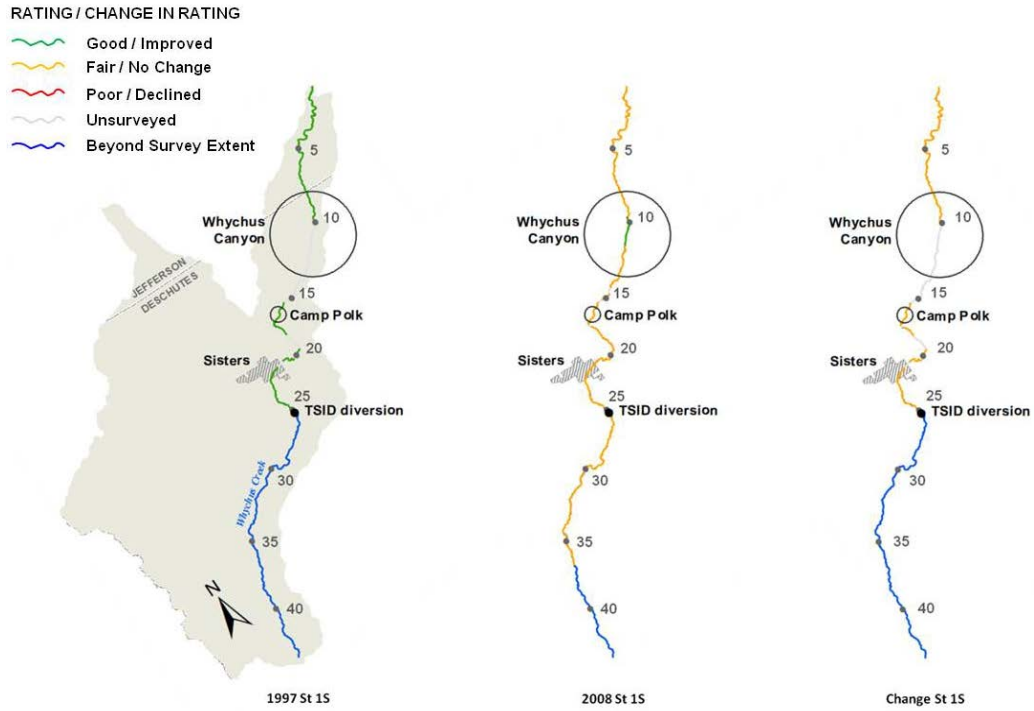 RATING / CHANGE IN RATING
Good / Improved
Fair / No Change
Poor / Declined
Unsurveyed
Beyond Survey Extent
5
10
Whychus
Canyon
JEFFERSON
DESCHUTES
15
Camp Polk
20
Sisters
25
TSID diversion
30
Whychus Creek
35
N
40
1997 St 1S
5
10
Whychus
Canyon
15
Camp Polk
20
Sisters
25
TSID diversion
30
35
40
2008 St 1S
5
10
Whychus
Canyon
15
Camp Polk
20
Sisters
25
TSID diversion
30
35
40
Change St 1S